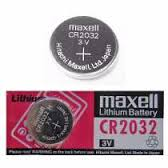 maxell
CR2032
3V
Hitachi Maxell, Ltd. Japan
Lithium
maxell
Lithium Battery
CR2032
3V